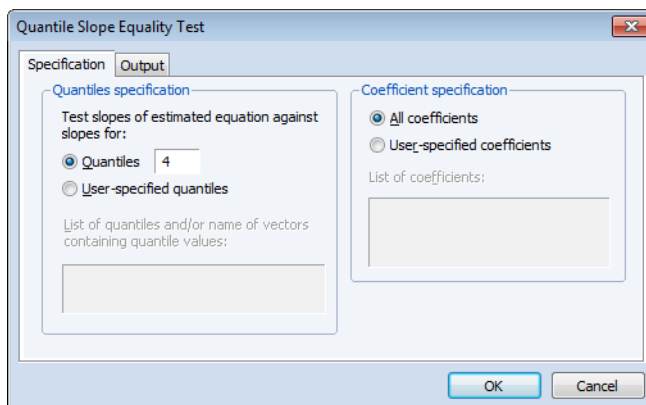 Quantile Slope Equality Test
Specification
Output
Quantiles specification
Test slopes of estimated equation against
slopes for:
Quantiles 4
User-specified quantiles
List of quantiles and/or name of vectors
containing quantile values:
Coefficient specification
All coefficients
User-specified coefficients
List of coefficients:
OK
Cancel